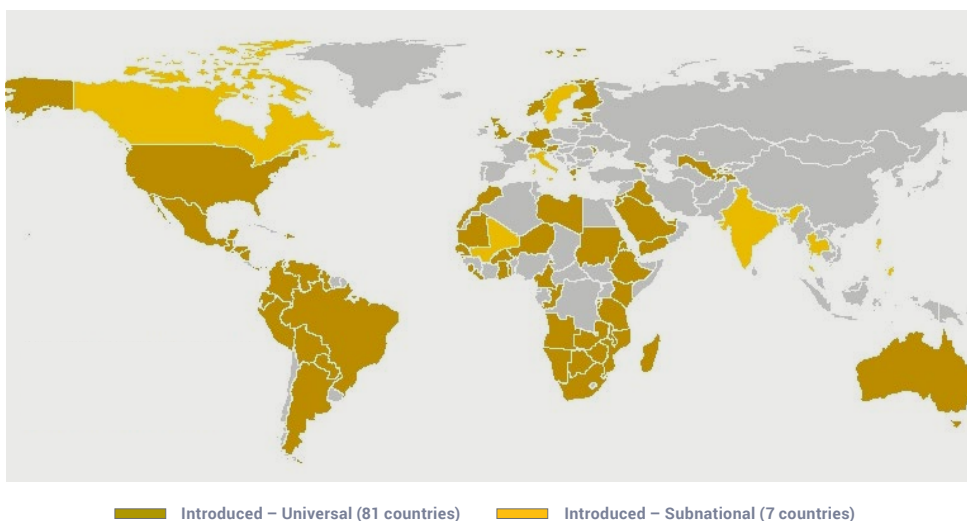 Introduced – Universal (81 countries) Introduced – Subnational (7 countries)